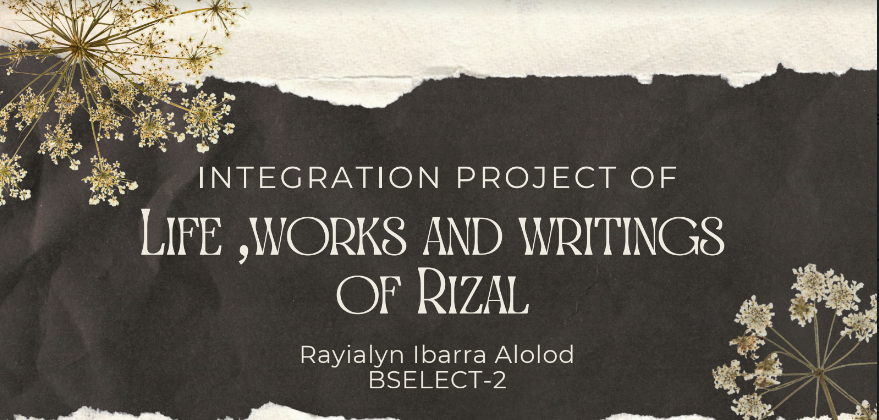 INTEGRATION PROJECT OF
LIFE ,WORKS AND WRITINGS
OF RIZAL
Rayialyn Ibarra Alolod
BSELECT-2